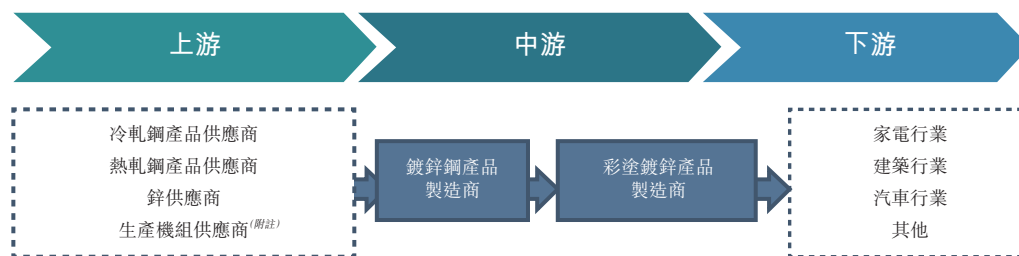 上游
中游
下游
冷軋鋼產品供應商
熱軋鋼產品供應商
鋅供應商
生產機組供應商(附註)
鍍鋅鋼產品
製造商
彩塗鍍鋅產品
製造商
家電行業
建築行業
汽車行業
其他